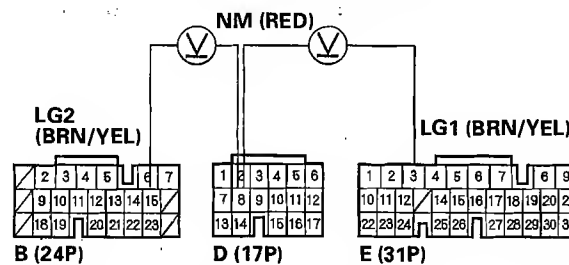 NM (RED)
V V
LG2
(BRN/YEL)
LG1 (BRN/YEL)
2 3 4 5 6 7
9 10 11 12 13 14 15
18 19 20 21 22 23
B (24P)
1 2 3 4 5 6
7 8 9 10 11 12
13 14 15 16 17
D (17P)
1 2 3 4 5 6 7 8 9
10 11 12 14 15 16 17 18 19 20
22 23 24 25 26 27 28 29 30
E (31P)